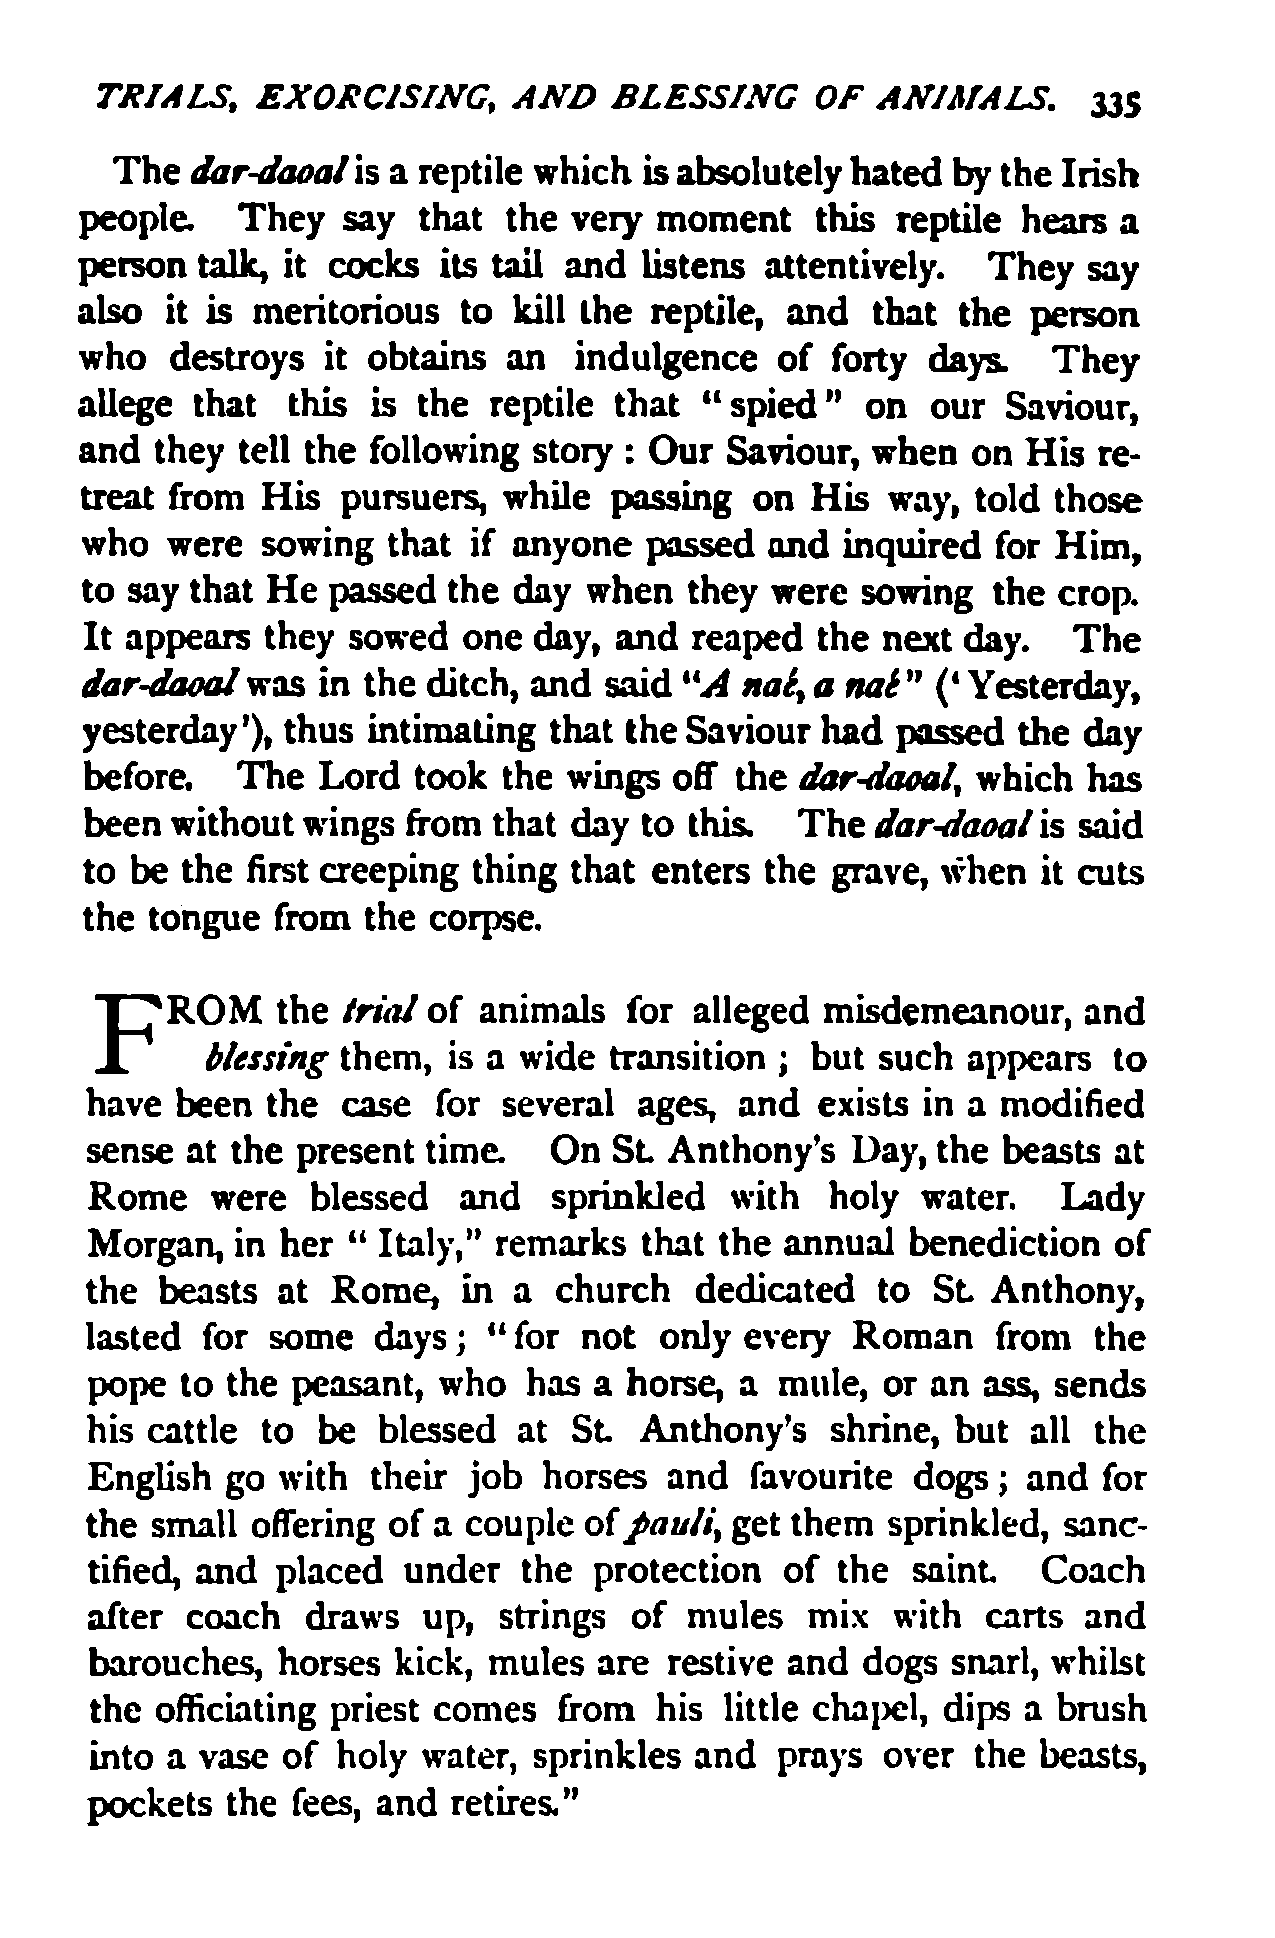 TRIALS, EXORCISING, AND BLESSING OF ANIMALS. 335
The dar-daoal is a reptile which is absolutely hated by the Irish
people. They say that the very moment this reptile hears a
person talk, it cocks its tail and listens attentively. They say
also it is meritorious to kill the reptile, and that the person
who destroys it obtains an indulgence of forty days. They
allege that this is the reptile that "spied" on our Saviour,
and they tell the following story : Our Saviour, when on His re-
treat from His pursuers, while passing on His way, told those
who were sowing that if anyone passed and inquired for Him,
to say that He passed the day when they were sowing the crop.
It appears they sowed one day, and reaped the next day. The
dar-daoal was in the ditch, and said "A naé, a naé" ('Yesterday,
yesterday'), thus intimating that the Saviour had passed the day
before. The Lord took the wings off the dar-daoal, which has
been without wings from that day to this. The dar-daoal is said
to be the first creeping thing that enters the grave, when it cuts
the tongue from the corpse.
FROM the trial of animals for alleged misdemeanour, and
blessing them, is a wide transition ; but such appears to
have been the case for several ages, and exists in a modified
sense at the present time. On St. Anthony's Day, the beasts at
Rome were blessed and sprinkled with holy water. Lady
Morgan, in her "Italy," remarks that the annual benediction of
the beasts at Rome, in a church dedicated to St. Anthony,
lasted for some days ; "for not only every Roman from the
pope to the peasant, who has a horse, a mule, or an ass, sends
his cattle to be blessed at St. Anthony's shrine, but all the
English go with their job horses and favourite dogs ; and for
the small offering of a couple of pauli, get them sprinkled, sanc-
tified, and placed under the protection of the saint. Coach
after coach draws up, strings of mules mix with carts and
barouches, horses kick, mules are restive and dogs snarl, whilst
the officiating priest comes from his little chapel, dips a brush
into a vase of holy water, sprinkles and prays over the beasts,
pockets the fees, and retires."